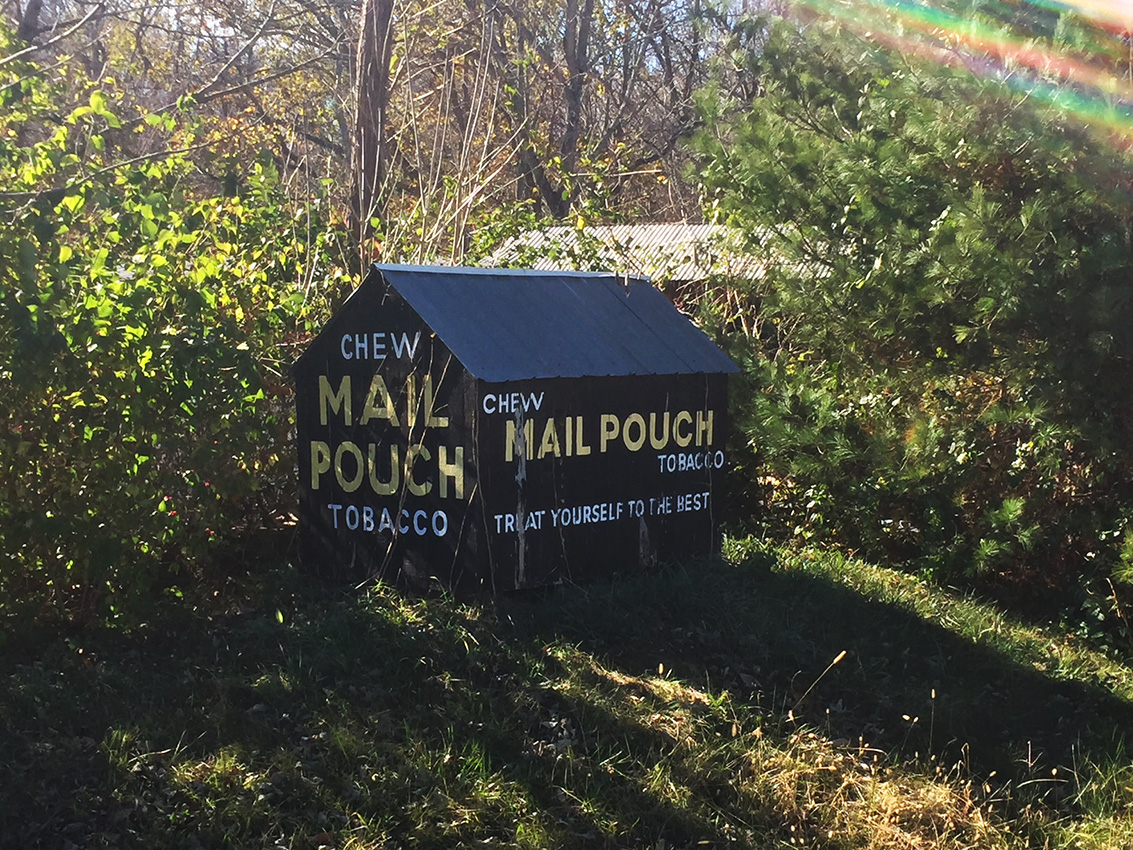 CHEW
MAIL
POUCH
TOBACCO
CHEW
MAIL POUCH
TOBACCO
TREAT YOURSELF TO THE BEST